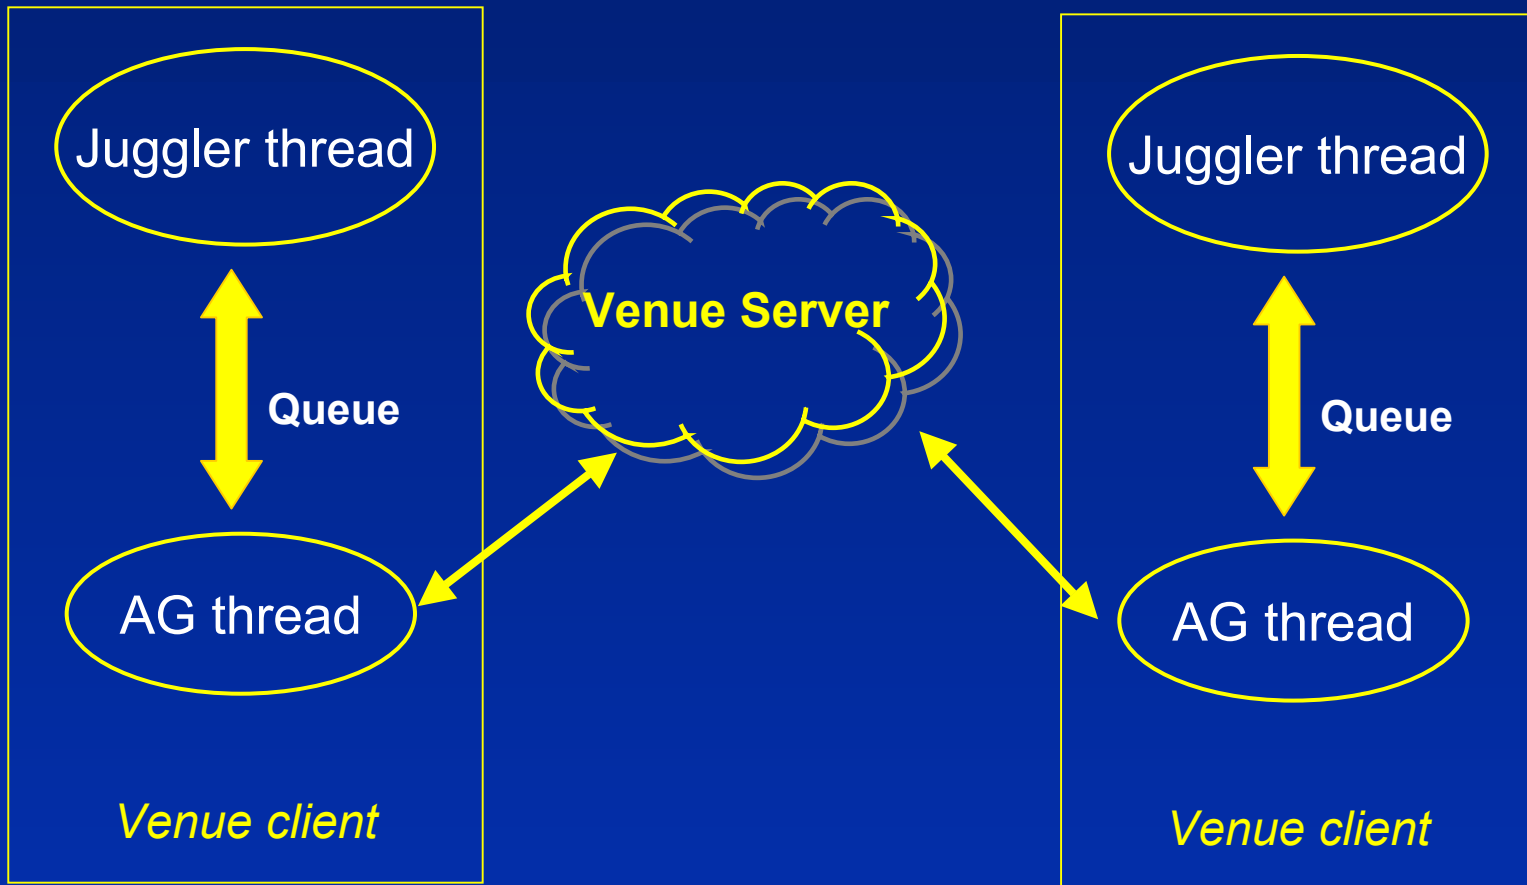 Juggler thread
Queue
AG thread
Venue client
Venue Server
Juggler thread
Queue
AG thread
Venue client